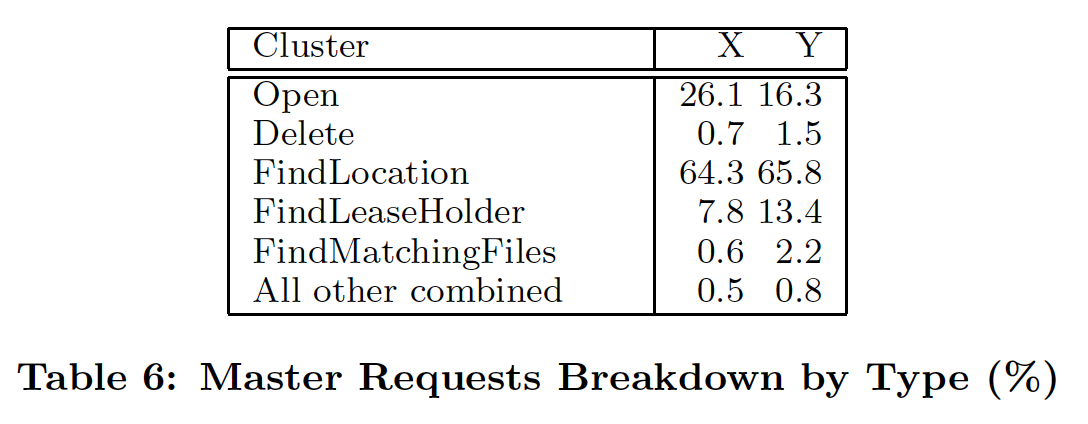 Cluster X Y
Open 26.1 16.3
Delete 0.7 1.5
FindLocation 64.3 65.8
FindLeaseHolder 7.8 13.4
FindMatchingFiles 0.6 2.2
All other combined 0.5 0.8
Table 6: Master Requests Breakdown by Type (%)